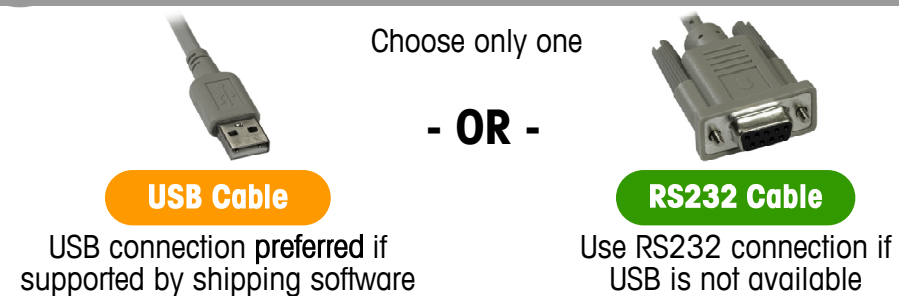 Choose only one
- OR -
USB Cable
RS232 Cable
USB connection preferred if
supported by shipping software
Use RS232 connection if
USB is not available